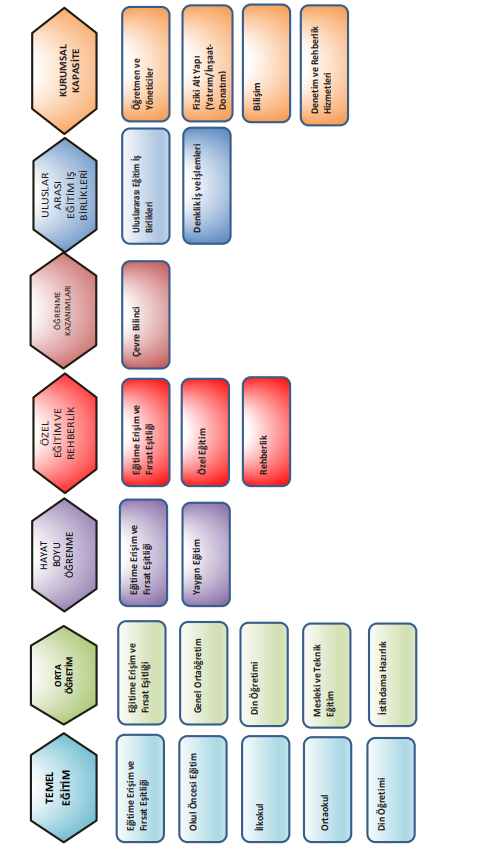 TEMEL
EĞİTİM
Eğitime Erişim ve
Fırsat Eşitliği
Okul Öncesi Eğitim
İlkokul
Ortaokul
Din Öğretimi
ORTA
ÖĞRETİM
Eğitime Erişim ve
Fırsat Eşitliği
Genel Ortaöğretim
Din Öğretimi
Mesleki ve Teknik
Eğitim
İstihdama Hazırlık
HAYAT
BOYU
ÖĞRENME
Eğitime Erişim ve
Fırsat Eşitliği
Yaygın Eğitim
ÖZEL
EĞİTİM VE
REHBERLİK
Eğitime Erişim ve
Fırsat Eşitliği
Özel Eğitim
Rehberlik
ÖĞRENME
KAZANIMLARI
Çevre Bilinci
ULUSLAR
ARASI
EĞİTİM İŞ
BİRLİKLERİ
Uluslararası Eğitim İş
Birlikleri
Denklik İş ve İşlemleri
KURUMSAL
KAPASİTE
Öğretmen ve
Yöneticiler
Fiziki Alt Yapı
(Yatırım/İnşaat-
Donatım)
Bilişim
Denetim ve Rehberlik
Hizmetleri